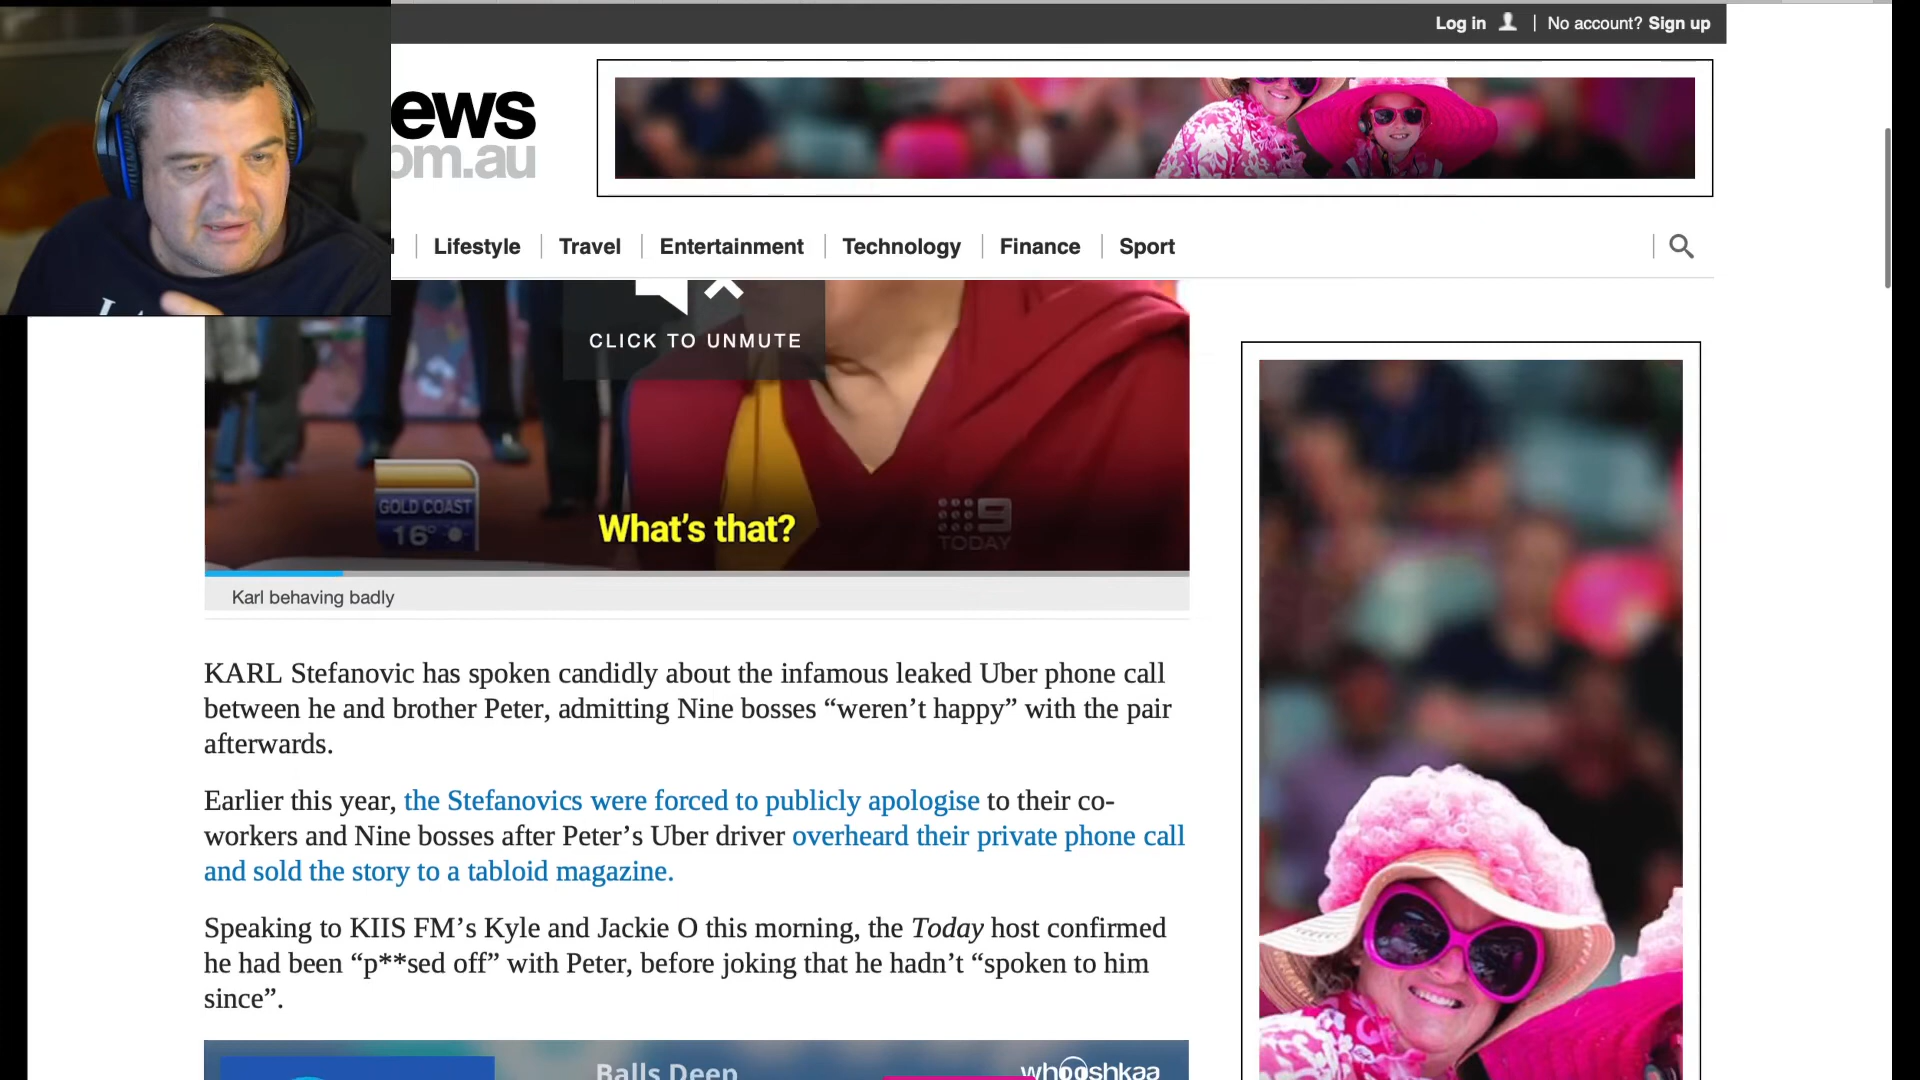 Log in | No account? Sign up
ews
om.au
Lifestyle | Travel | Entertainment | Technology | Finance | Sport
CLICK TO UNMUTE
GOLD COAST
16°
What's that?
9
TODAY
Karl behaving badly
KARL Stefanovic has spoken candidly about the infamous leaked Uber phone call
between he and brother Peter, admitting Nine bosses “weren’t happy” with the pair
afterwards.
Earlier this year, the Stefanovics were forced to publicly apologise to their co-
workers and Nine bosses after Peter’s Uber driver overheard their private phone call
and sold the story to a tabloid magazine.
Speaking to KIIS FM’s Kyle and Jackie O this morning, the Today host confirmed
he had been “p**sed off” with Peter, before joking that he hadn’t “spoken to him
since”.
Balls Deep
whooshkaa